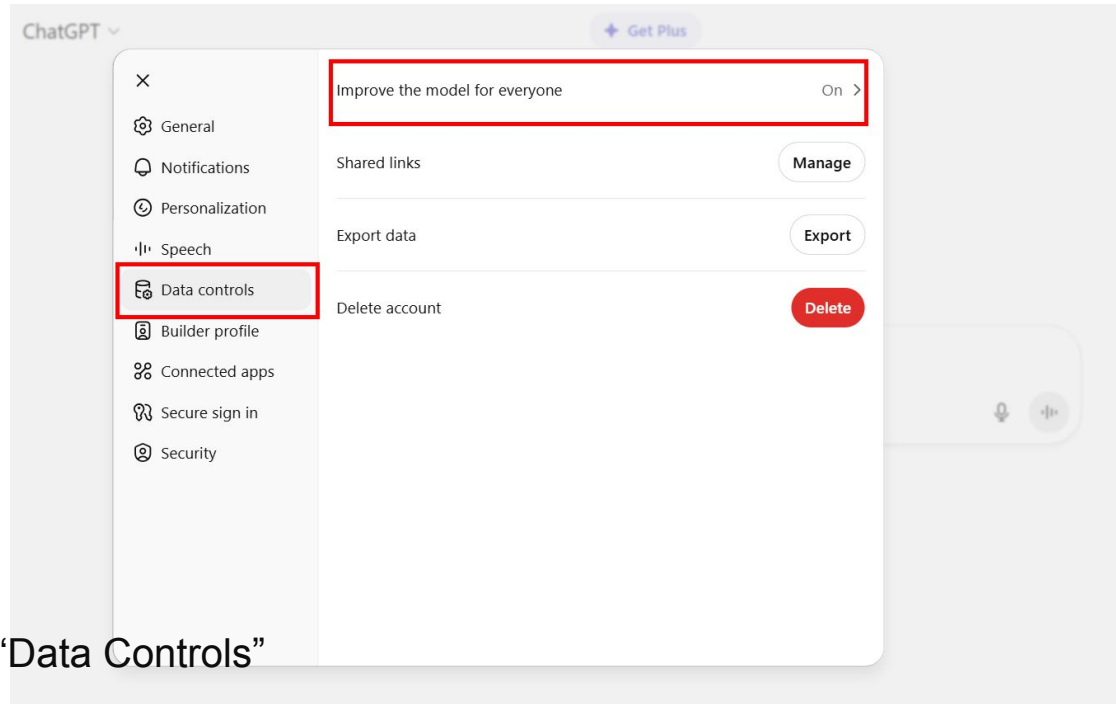 ChatGPT
Get Plus
General
Notifications
Personalization
Speech
Data controls
Builder profile
Connected apps
Secure sign in
Security
Improve the model for everyone On
Shared links Manage
Export data Export
Delete account Delete
“Data Controls”